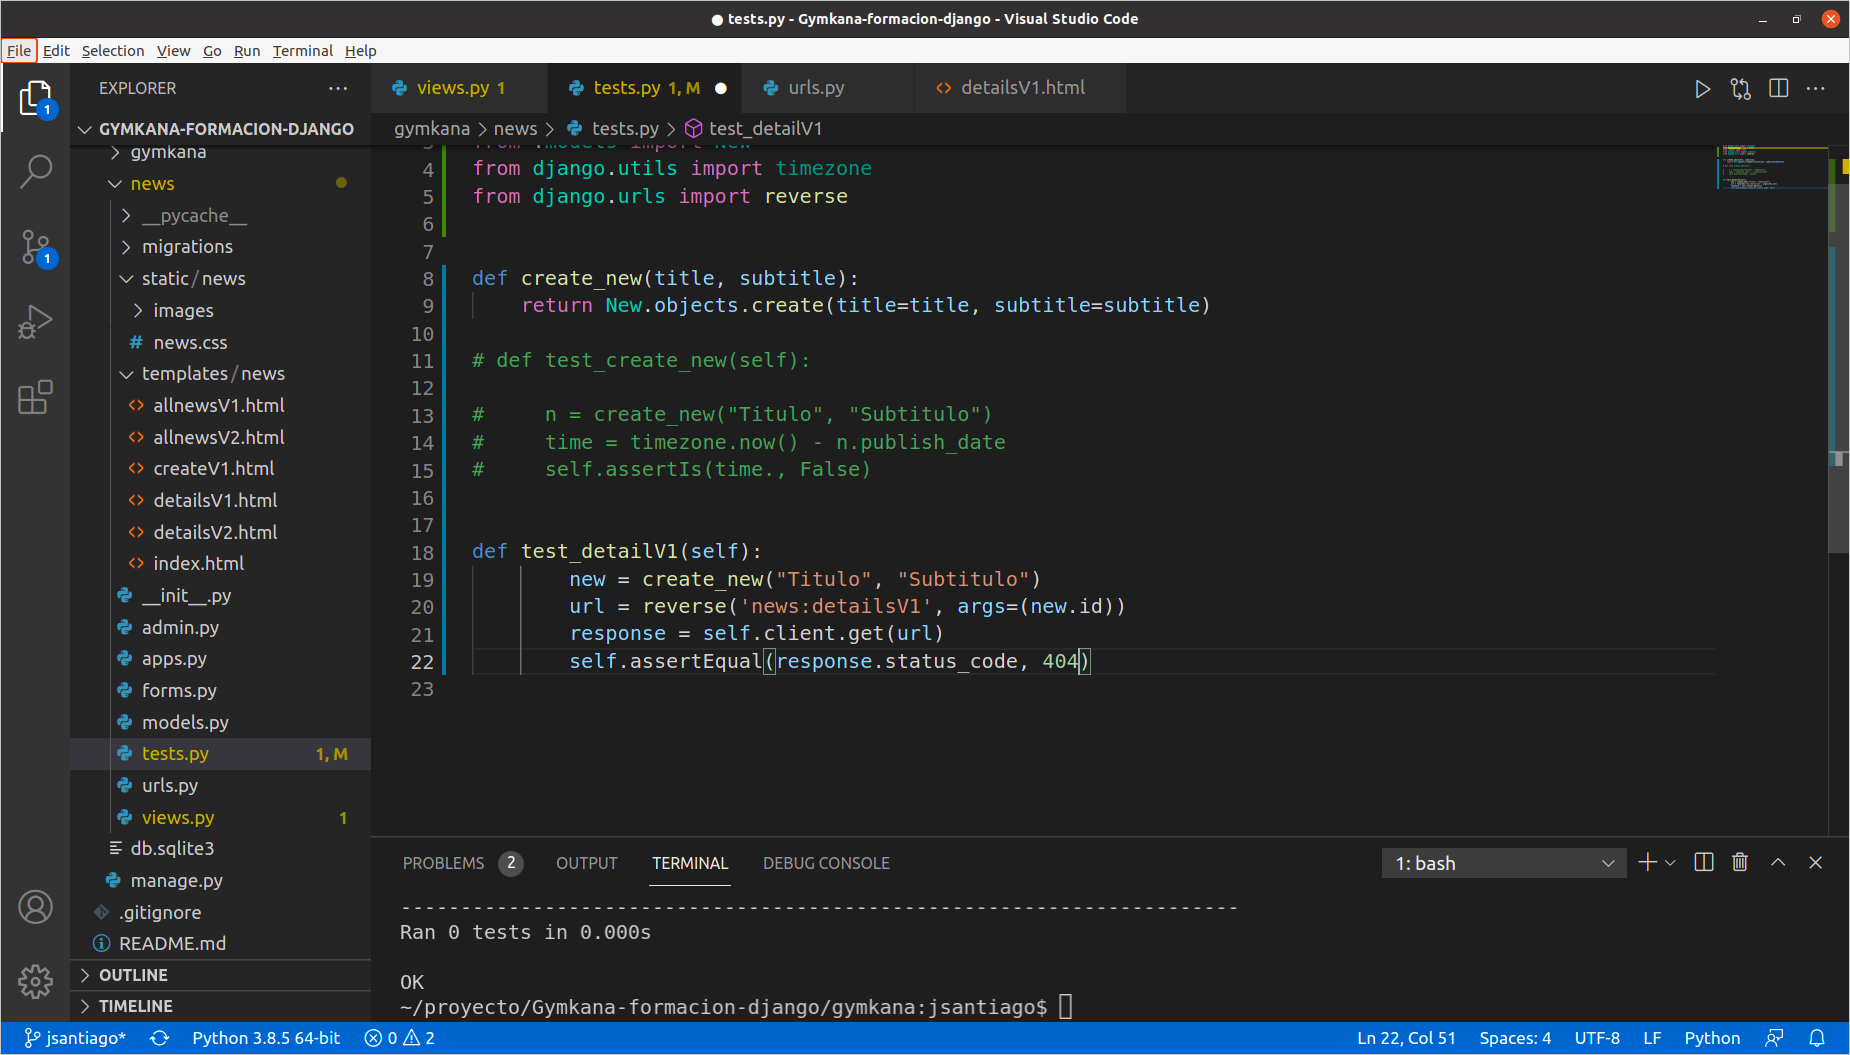 ● tests.py - Gymkana-formacion-django - Visual Studio Code
File Edit Selection View Go Run Terminal Help
EXPLORER
views.py 1
tests.py 1, M
urls.py
detailsV1.html
gymkana > news > tests.py > test_detailV1
1
1
GYMKANA-FORMACION-DJANGO
gymkana
news
__pycache__
migrations
static/news
images
news.css
templates/news
allnewsV1.html
allnewsV2.html
createV1.html
detailsV1.html
detailsV2.html
index.html
__init__.py
admin.py
apps.py
forms.py
models.py
tests.py 1, M
urls.py
views.py 1
db.sqlite3
manage.py
.gitignore
README.md
OUTLINE
TIMELINE
3 from .models import New
4 from django.utils import timezone
5 from django.urls import reverse
6
7
8 def create_new(title, subtitle):
9     return New.objects.create(title=title, subtitle=subtitle)
10
11 # def test_create_new(self):
12
13 #     n = create_new("Titulo", "Subtitulo")
14 #     time = timezone.now() - n.publish_date
15 #     self.assertIs(time., False)
16
17
18 def test_detailV1(self):
19         new = create_new("Titulo", "Subtitulo")
20         url = reverse('news:detailsV1', args=(new.id))
21         response = self.client.get(url)
22         self.assertEqual(response.status_code, 404)
23
PROBLEMS 2 OUTPUT TERMINAL DEBUG CONSOLE
1: bash
----------------------------------------------------------------------
Ran 0 tests in 0.000s
OK
~/proyecto/Gymkana-formacion-django/gymkana:jsantiago$
jsantiago* Python 3.8.5 64-bit 0 2
Ln 22, Col 51 Spaces: 4 UTF-8 LF Python